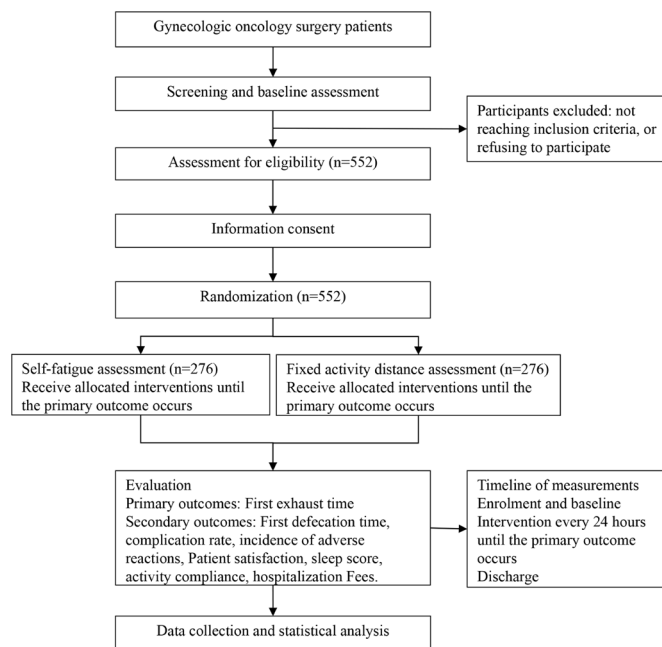 Gynecologic oncology surgery patients
Screening and baseline assessment
Participants excluded: not
reaching inclusion criteria, or
refusing to participate
Assessment for eligibility (n=552)
Information consent
Randomization (n=552)
Self-fatigue assessment (n=276)
Receive allocated interventions until
the primary outcome occurs
Fixed activity distance assessment (n=276)
Receive allocated interventions until the
primary outcome occurs
Evaluation
Primary outcomes: First exhaust time
Secondary outcomes: First defecation time,
complication rate, incidence of adverse
reactions, Patient satisfaction, sleep score,
activity compliance, hospitalization Fees.
Timeline of measurements
Enrolment and baseline
Intervention every 24 hours
until the primary outcome
occurs
Discharge
Data collection and statistical analysis